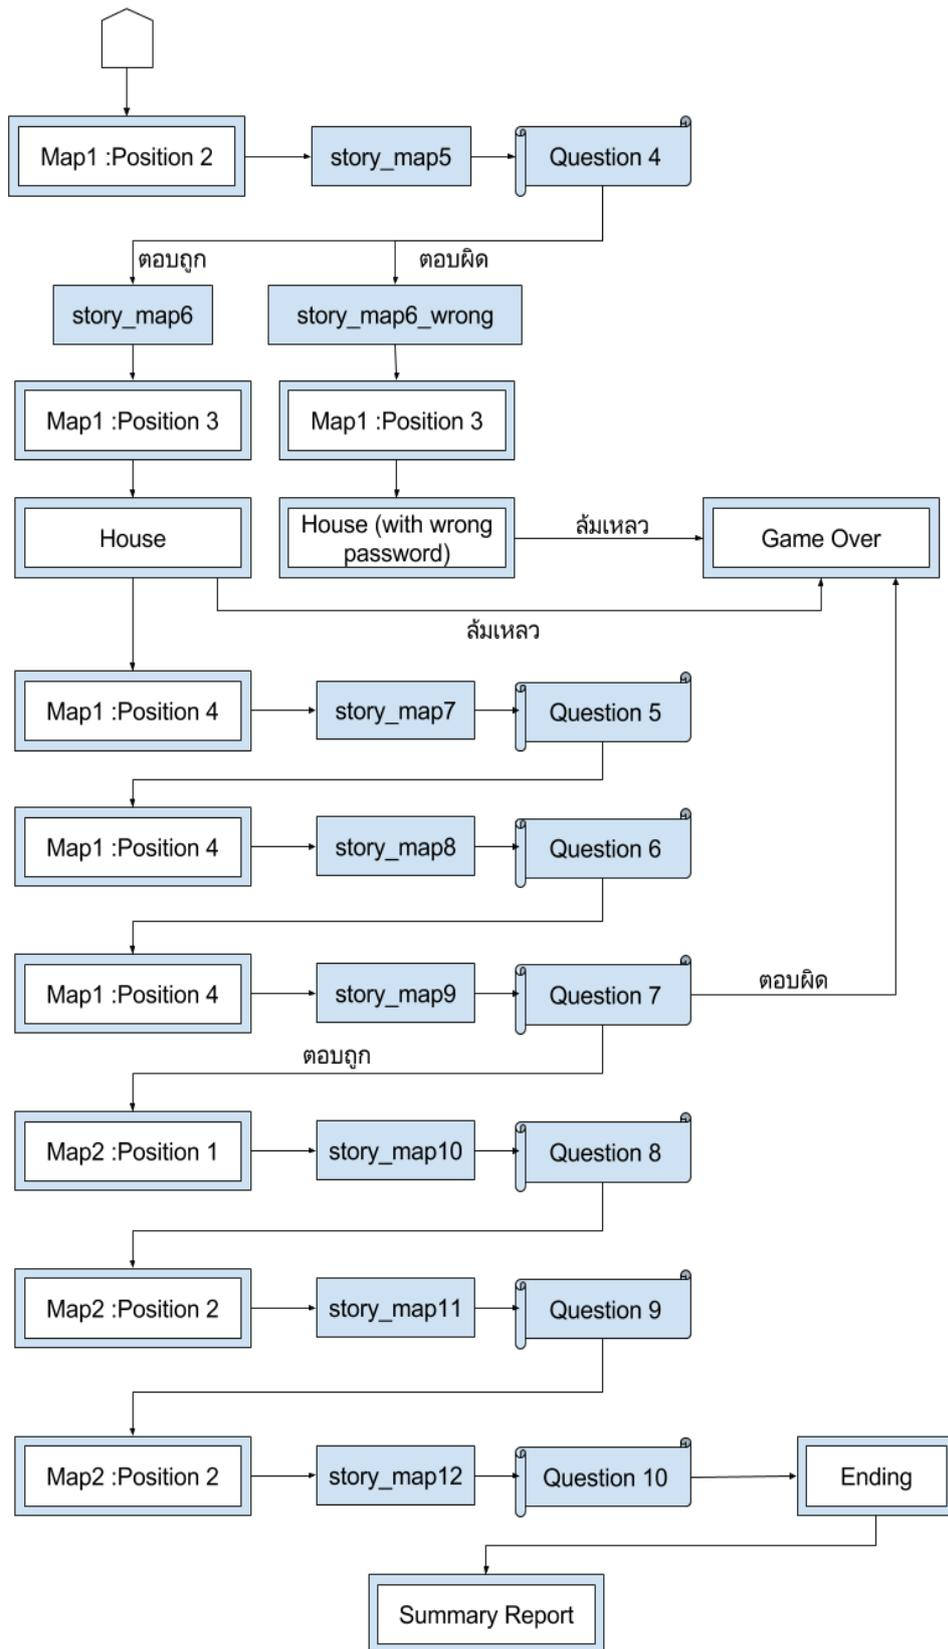 Map1 :Position 2
story_map5
Question 4
ตอบถูก
ตอบผิด
story_map6
story_map6_wrong
Map1 :Position 3
Map1 :Position 3
House
House (with wrong
password)
ล้มเหลว
Game Over
ล้มเหลว
Map1 :Position 4
story_map7
Question 5
Map1 :Position 4
story_map8
Question 6
Map1 :Position 4
story_map9
Question 7
ตอบผิด
ตอบถูก
Map2 :Position 1
story_map10
Question 8
Map2 :Position 2
story_map11
Question 9
Map2 :Position 2
story_map12
Question 10
Ending
Summary Report